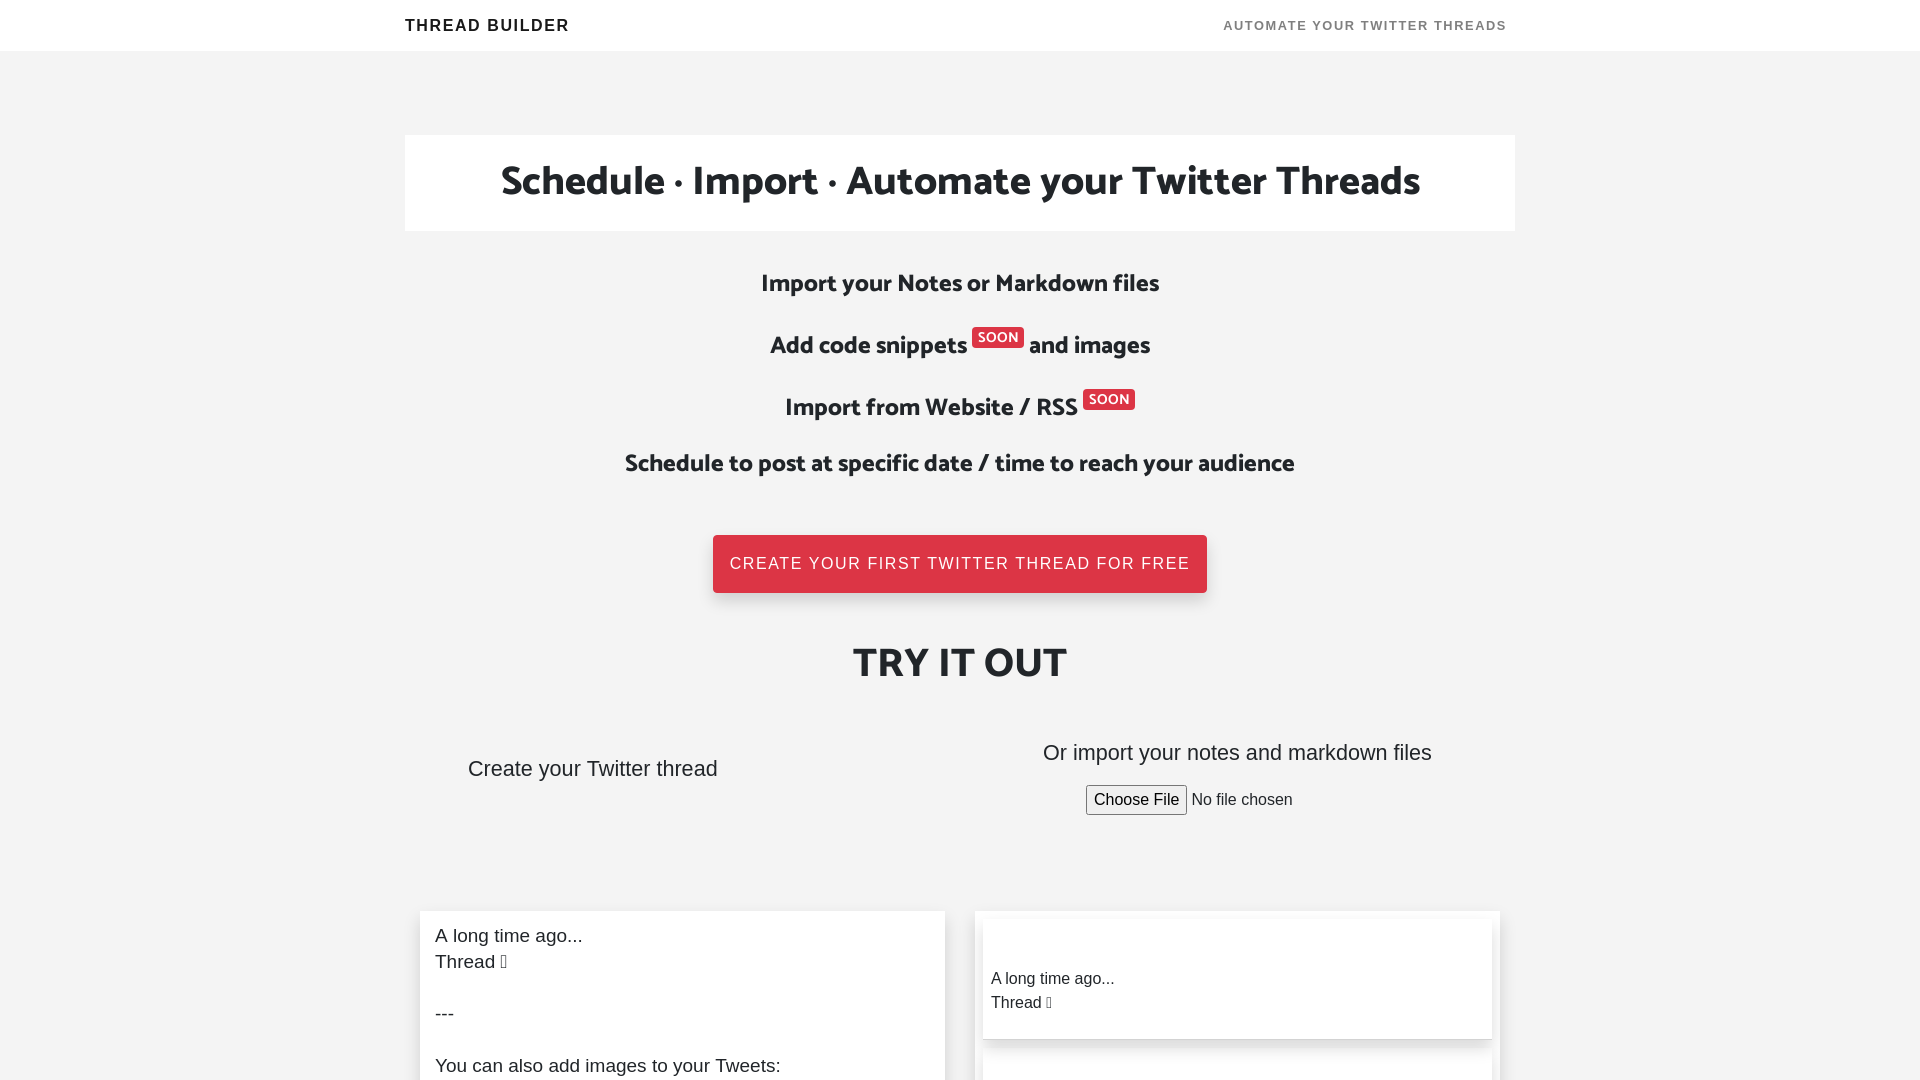 THREAD BUILDER
AUTOMATE YOUR TWITTER THREADS
Schedule · Import · Automate your Twitter Threads
Import your Notes or Markdown files
Add code snippets SOON and images
Import from Website / RSS SOON
Schedule to post at specific date / time to reach your audience
CREATE YOUR FIRST TWITTER THREAD FOR FREE
TRY IT OUT
Create your Twitter thread
Or import your notes and markdown files
Choose File No file chosen
A long time ago...
Thread
---
You can also add images to your Tweets:
A long time ago...
Thread